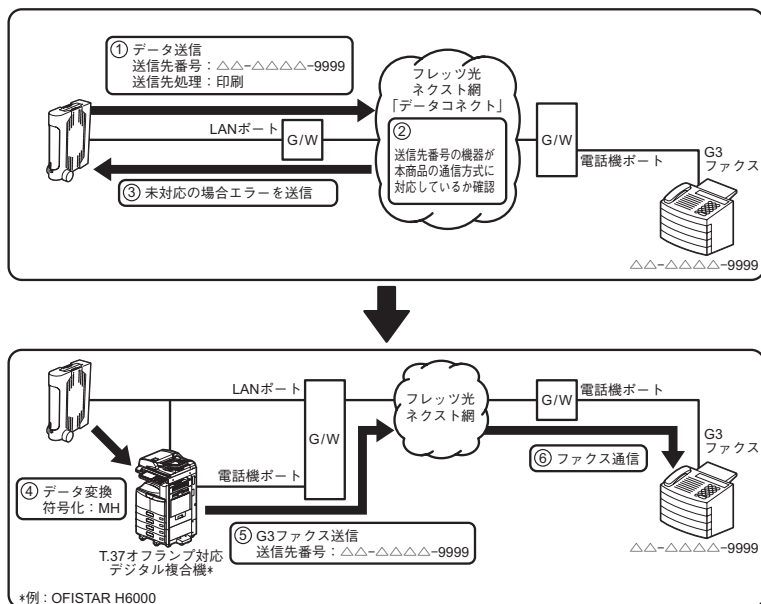 ① データ送信
送信先番号：△△-△△△△-9999
送信先処理：印刷
フレッツ光
ネクスト網
「データコネクト」
②
送信先番号の機器が
本商品の通信方式に
対応しているか確認
LANポート
G/W
G/W
電話機ポート
G3
ファクス
③ 未対応の場合エラーを送信
△△-△△△△-9999
LANポート
G/W
フレッツ光
ネクスト網
G/W
電話機ポート
G3
ファクス
④ データ変換
符号化：MH
電話機ポート
⑥ ファクス通信
⑤ G3ファクス送信
送信先番号：△△-△△△△-9999
T.37オフランプ対応
デジタル複合機*
△△-△△△△-9999
*例：OFISTAR H6000